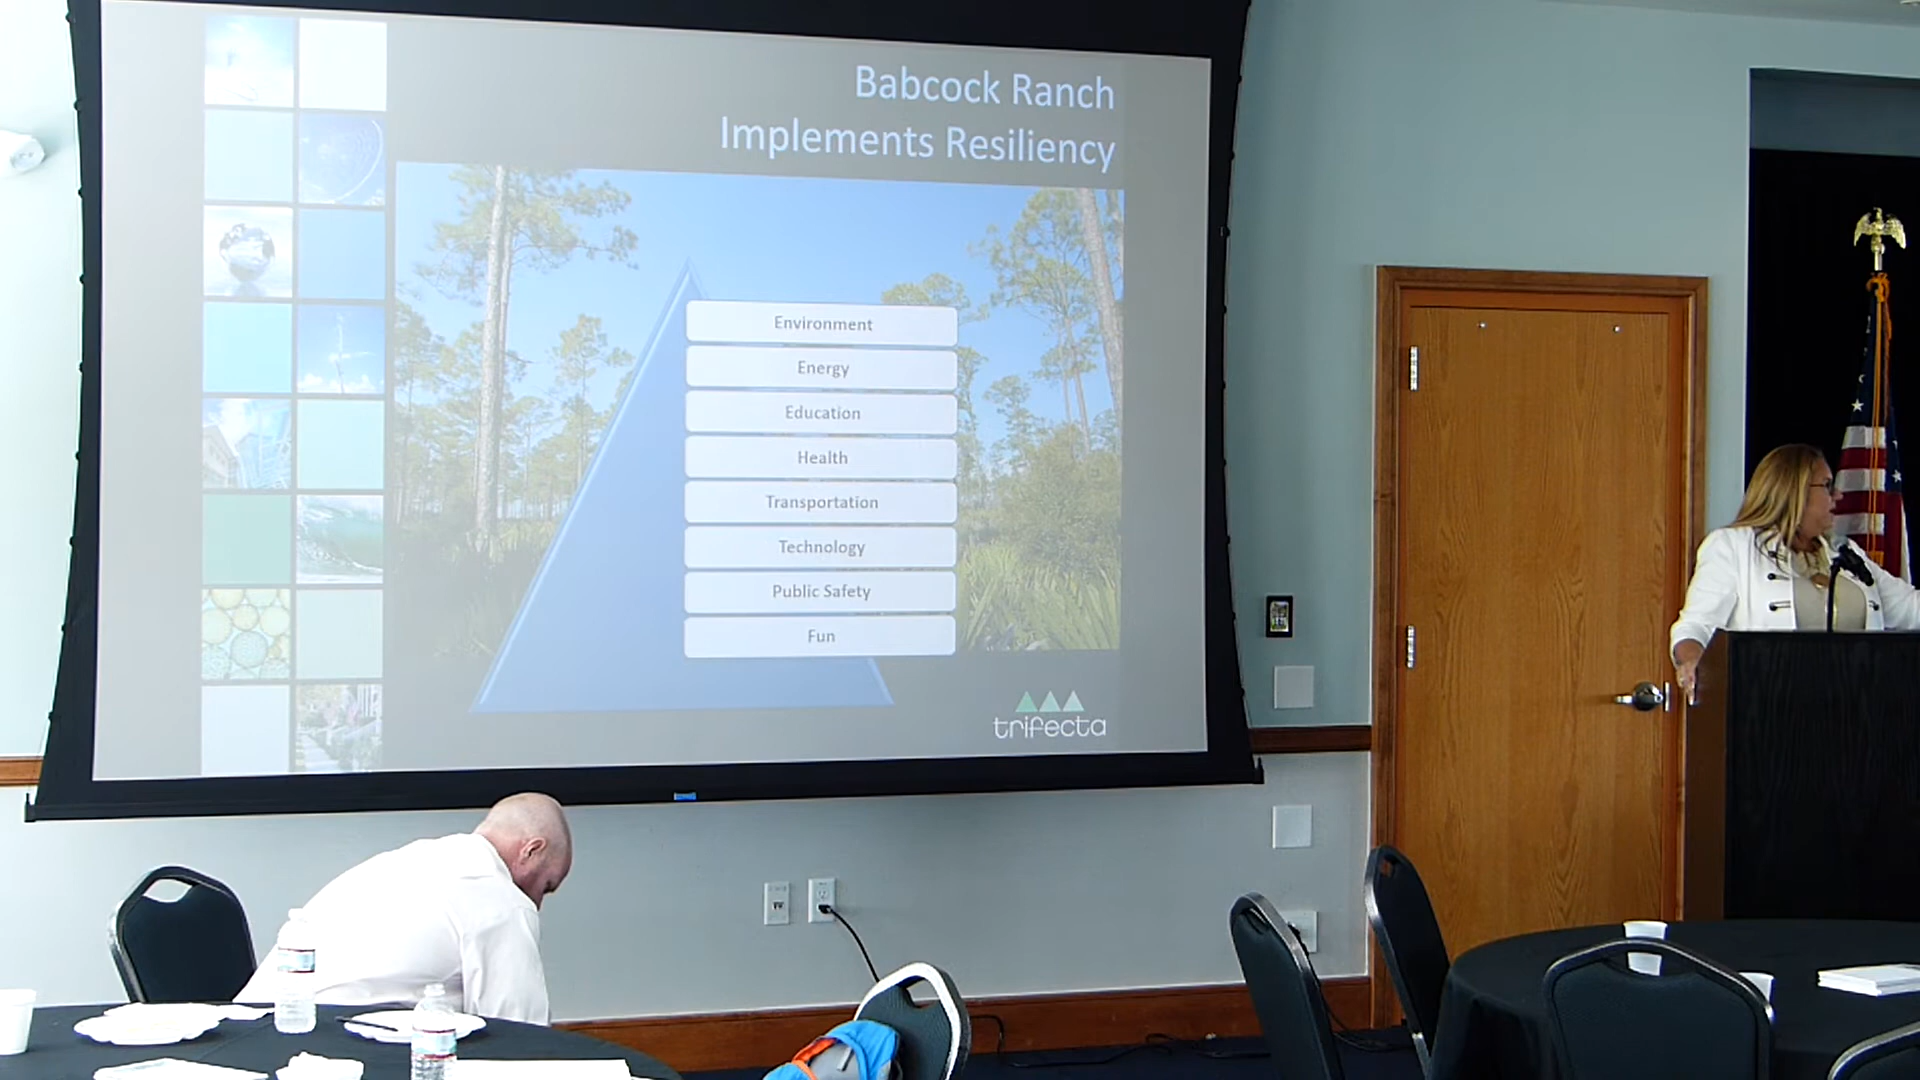 Babcock Ranch
Implements Resiliency
Environment
Energy
Education
Health
Transportation
Technology
Public Safety
Fun
trifecta